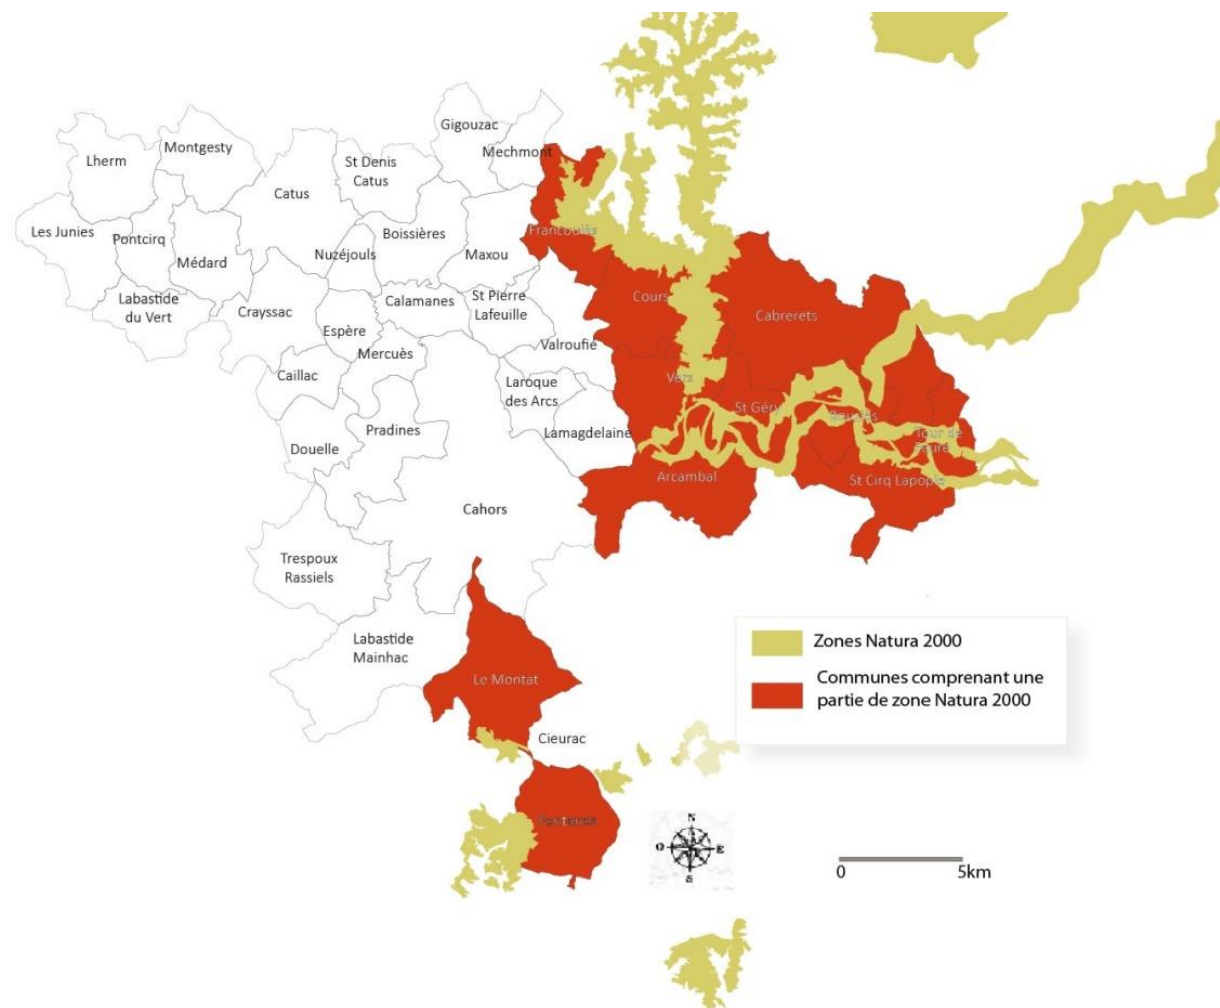 Gigouzac
Montgesty
Mechmont
Lherm
St Denis
Catus
Catus
Les Junies
Pontcirq
Francoulès
Boissières
Médard
Nuzéjouls
Maxou
Labastide
du Vert
Crayssac
Calamanes
St Pierre
Lafeuille
Cours
Cabrerets
Espère
Valroufié
Mercuès
Caillac
Laroque
des Arcs
Vers
St Géry
Bouziès
Pradines
Lamagdelaine
Tour de
Faure
Douelle
Arcambal
St Cirq Lapopie
Cahors
Trespoux
Rassiels
Labastide
Mainhac
Le Montat
Zones Natura 2000
Communes comprenant une
partie de zone Natura 2000
Cieurac
N
O
E
S
0
5km